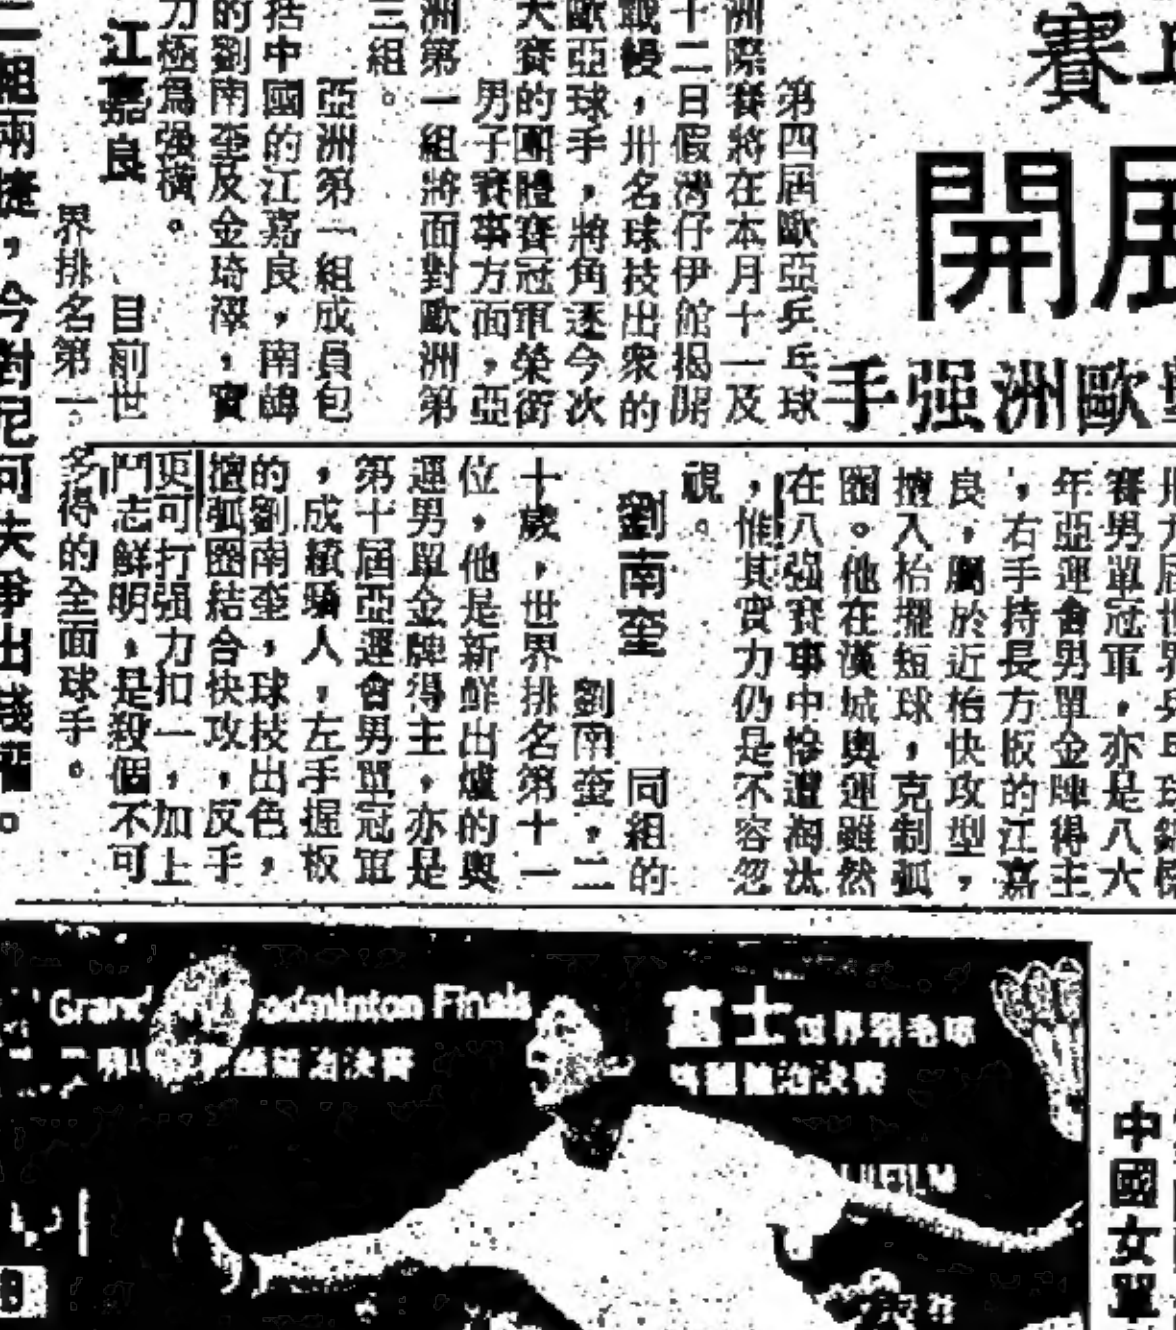 賽
開展
歐洲强手
第四屆歐亞乒乓球
洲際賽將在本月十一及
十二日假灣仔伊館揭開
戰幔，卅名球技出衆的
歐亞球手，將角逐今次
大賽的團體賽冠軍榮銜
男子賽事方面，亞
洲第一組將面對歐洲第
三組。
亞洲第一組成員包
括中國的江嘉良，南韓
的劉南奎及金琦澤，實
力極爲强橫。
江嘉良　目前世
界排名第一
賽男單冠軍，亦是八六
年亞運會男單金牌得主
，右手持長方板的江嘉
良，屬於近枱快攻型，
擅入枱擺短球，克制弧
圈。他在漢城奧運雖然
在八强賽事中慘遭淘汰
，惟其實力仍是不容忽
視。
劉南奎　同組的
劉南奎，二
十歲，世界排名第十一
位，他是新鮮出爐的奧
運男單金牌得主，亦是
第十屆亞運會男單冠軍
，成績驕人，左手握板
的劉南奎，球技出色，
擅弧圈結合快攻，反手
更可打强力扣一，加上
鬥志鮮明，是殺個不可
多得的全面球手。
二組兩捷，今對尼可夫爭出綫權。
Badminton Finals
富士世界羽毛球
決賽
決賽
中國女單